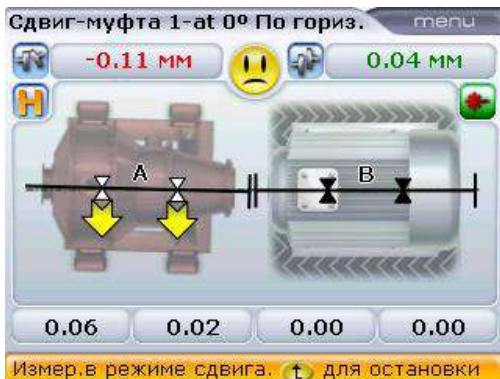 Сдвиг-муфта 1-at 0º По гориз. menu
-0.11 мм 0.04 мм
H
A B
0.06 0.02 0.00 0.00
Измер.в режиме сдвига. t для остановки